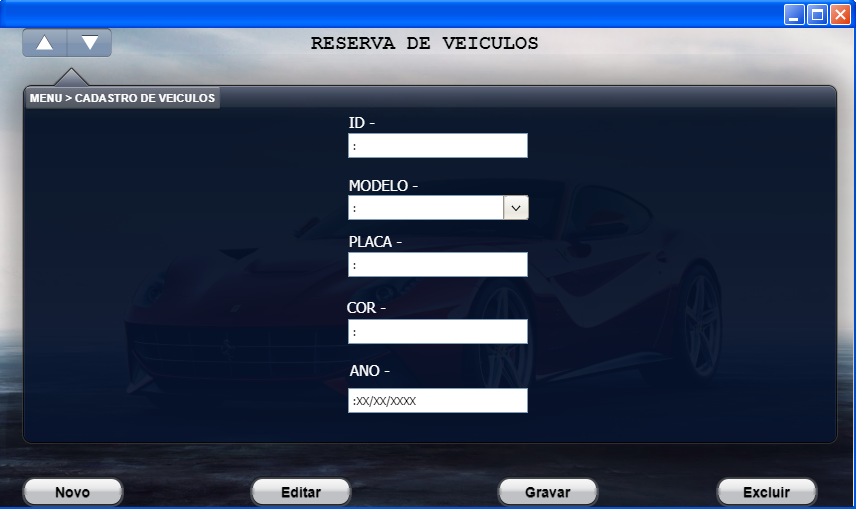 RESERVA DE VEICULOS
MENU > CADASTRO DE VEICULOS
ID -
:
MODELO -
:
PLACA -
:
COR -
:
ANO -
:XX/XX/XXXX
Novo Editar Gravar Excluir